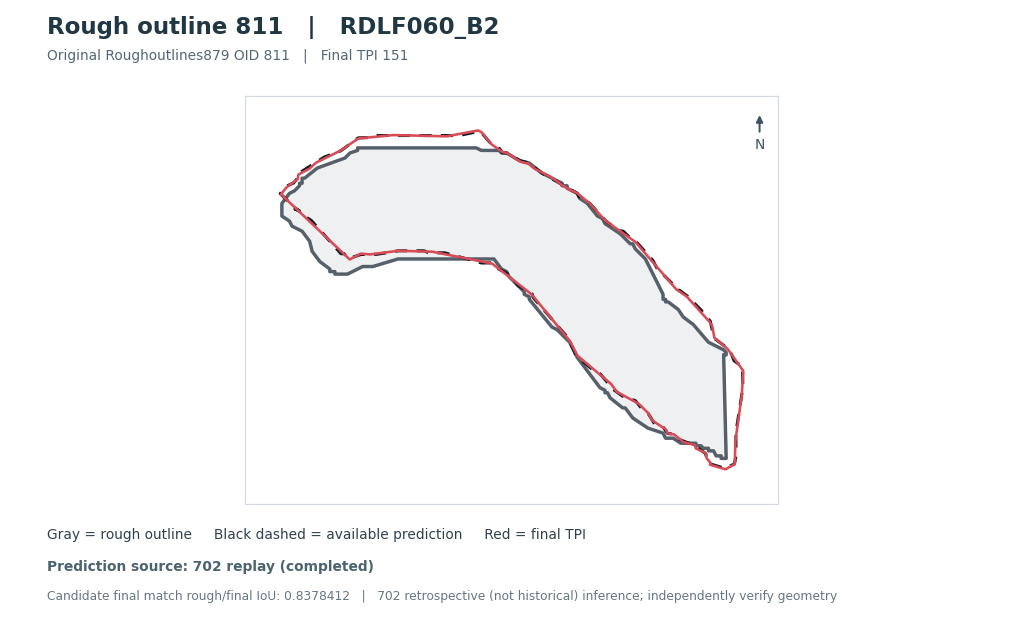 Rough outline 811 | RDLF060_B2
Original Roughoutlines879 OID 811 | Final TPI 151
N
Gray = rough outline Black dashed = available prediction Red = final TPI
Prediction source: 702 replay (completed)
Candidate final match rough/final IoU: 0.8378412 | 702 retrospective (not historical) inference; independently verify geometry